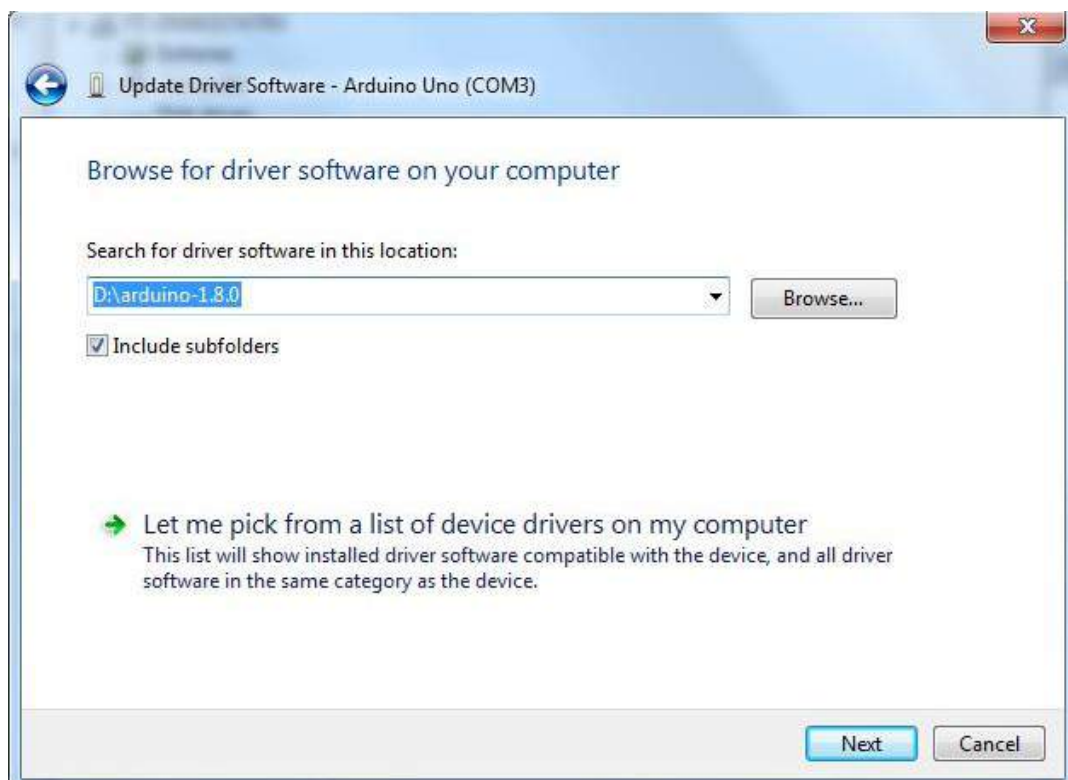 Update Driver Software - Arduino Uno (COM3)
Browse for driver software on your computer
Search for driver software in this location:
D:\arduino-1.8.0
Browse...
Include subfolders
Let me pick from a list of device drivers on my computer
This list will show installed driver software compatible with the device, and all driver
software in the same category as the device.
Next
Cancel